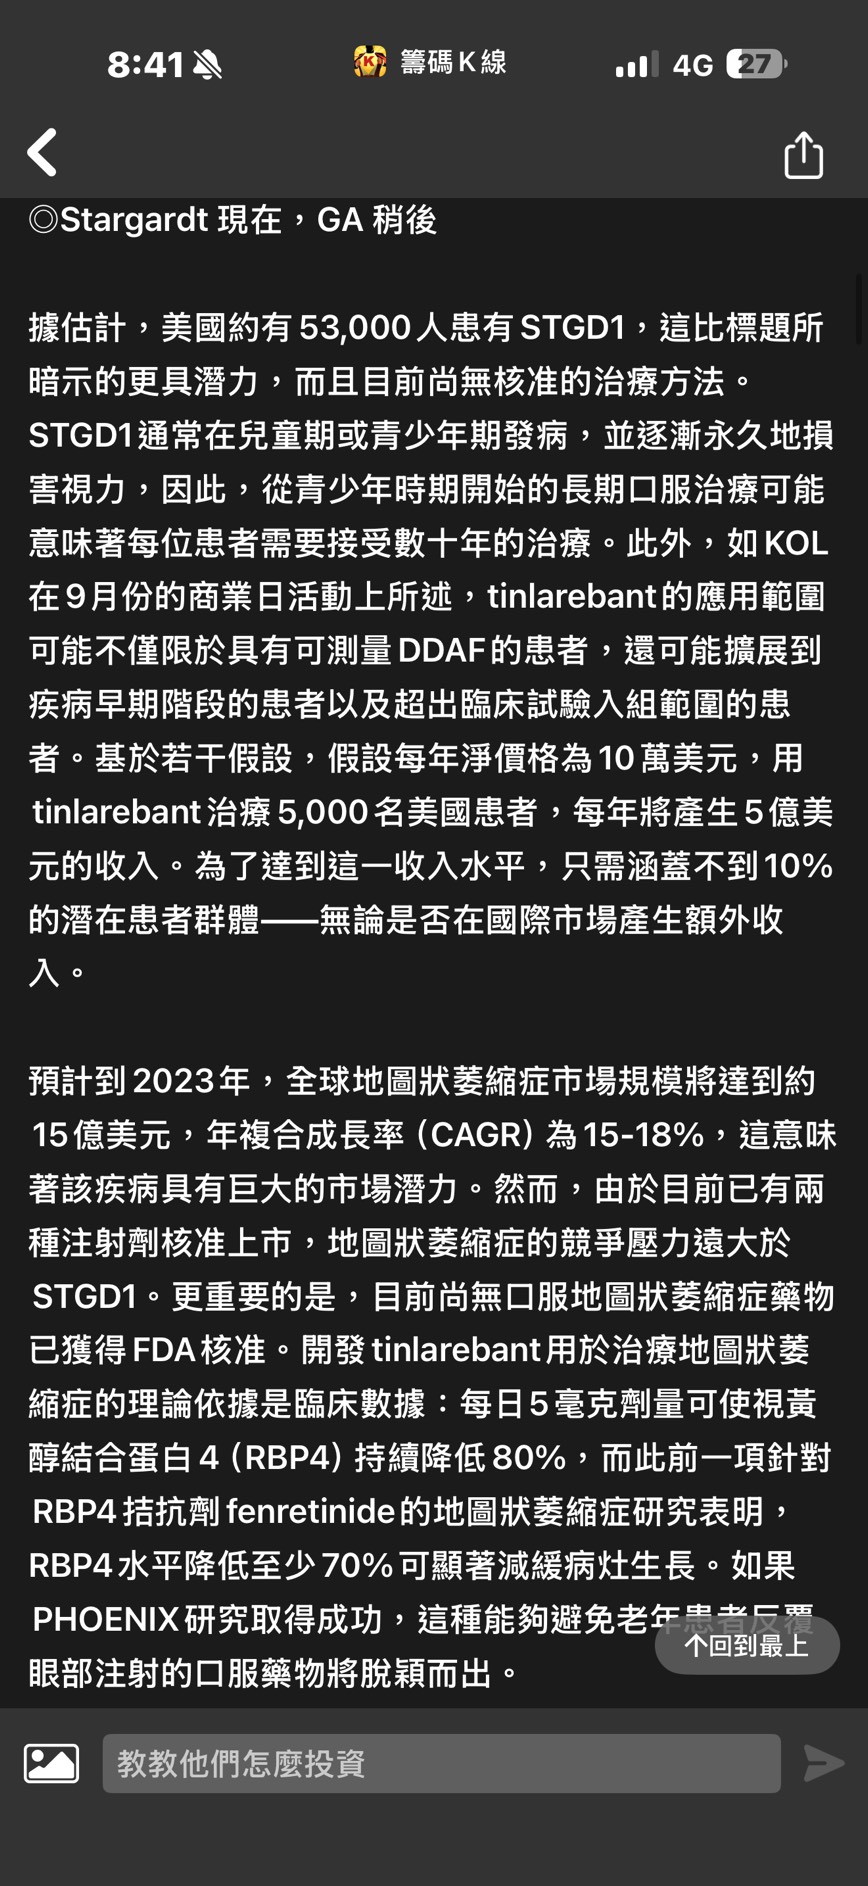 8:41
籌碼K線
4G
27
◎Stargardt 現在，GA 稍後
據估計，美國約有53,000人患有STGD1，這比標題所
暗示的更具潛力，而且目前尚無核准的治療方法。
STGD1通常在兒童期或青少年期發病，並逐漸永久地損
害視力，因此，從青少年時期開始的長期口服治療可能
意味著每位患者需要接受數十年的治療。此外，如KOL
在9月份的商業日活動上所述，tinlarebant的應用範圍
可能不僅限於具有可測量DDAF的患者，還可能擴展到
疾病早期階段的患者以及超出臨床試驗入組範圍的患
者。基於若干假設，假設每年淨價格為10萬美元，用
tinlarebant治療5,000名美國患者，每年將產生5億美
元的收入。為了達到這一收入水平，只需涵蓋不到10%
的潛在患者群體——無論是否在國際市場產生額外收
入。
預計到2023年，全球地圖狀萎縮症市場規模將達到約
15億美元，年複合成長率（CAGR）為15-18%，這意味
著該疾病具有巨大的市場潛力。然而，由於目前已有兩
種注射劑核准上市，地圖狀萎縮症的競爭壓力遠大於
STGD1。更重要的是，目前尚無口服地圖狀萎縮症藥物
已獲得FDA核准。開發tinlarebant用於治療地圖狀萎
縮症的理論依據是臨床數據：每日5毫克劑量可使視黃
醇結合蛋白4（RBP4）持續降低80%，而此前一項針對
RBP4拮抗劑fenretinide的地圖狀萎縮症研究表明，
RBP4水平降低至少70%可顯著減緩病灶生長。如果
PHOENIX研究取得成功，這種能夠避免老年患者反覆
眼部注射的口服藥物將脫穎而出。
個回到最上
教教他們怎麼投資